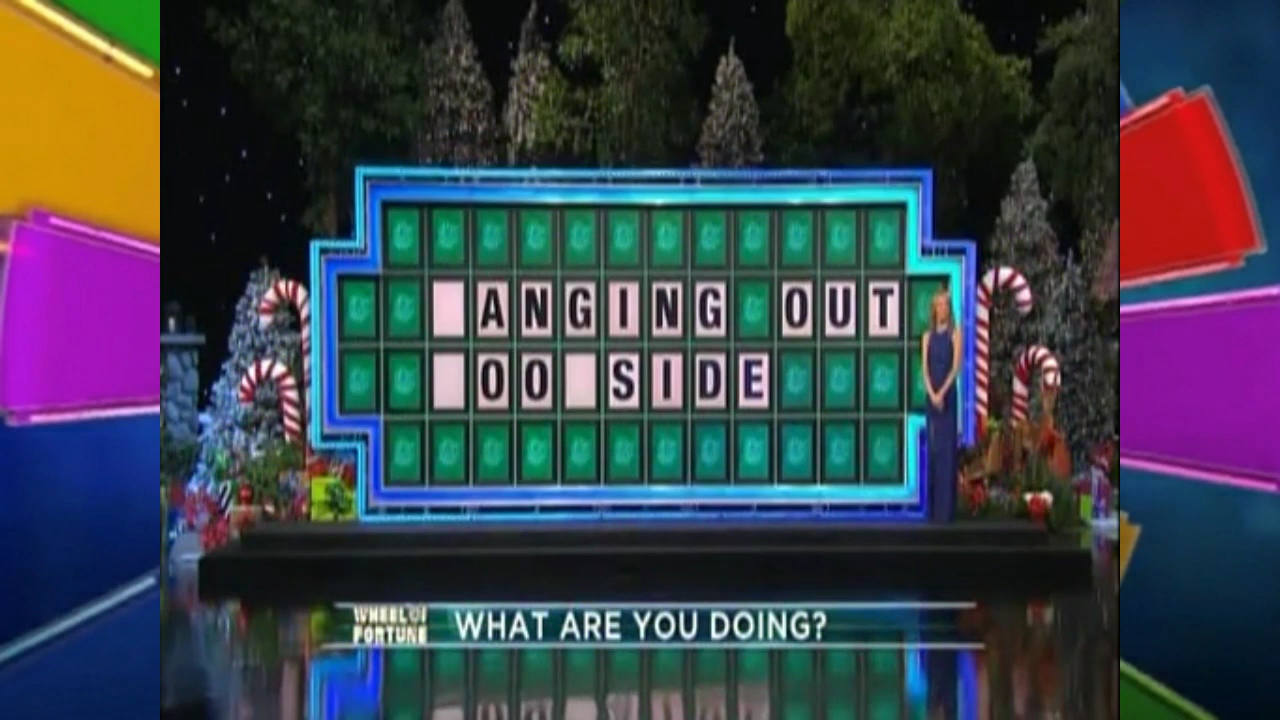 ANGING OUT
OO SIDE
WHEEL OF
FORTUNE
WHAT ARE YOU DOING?